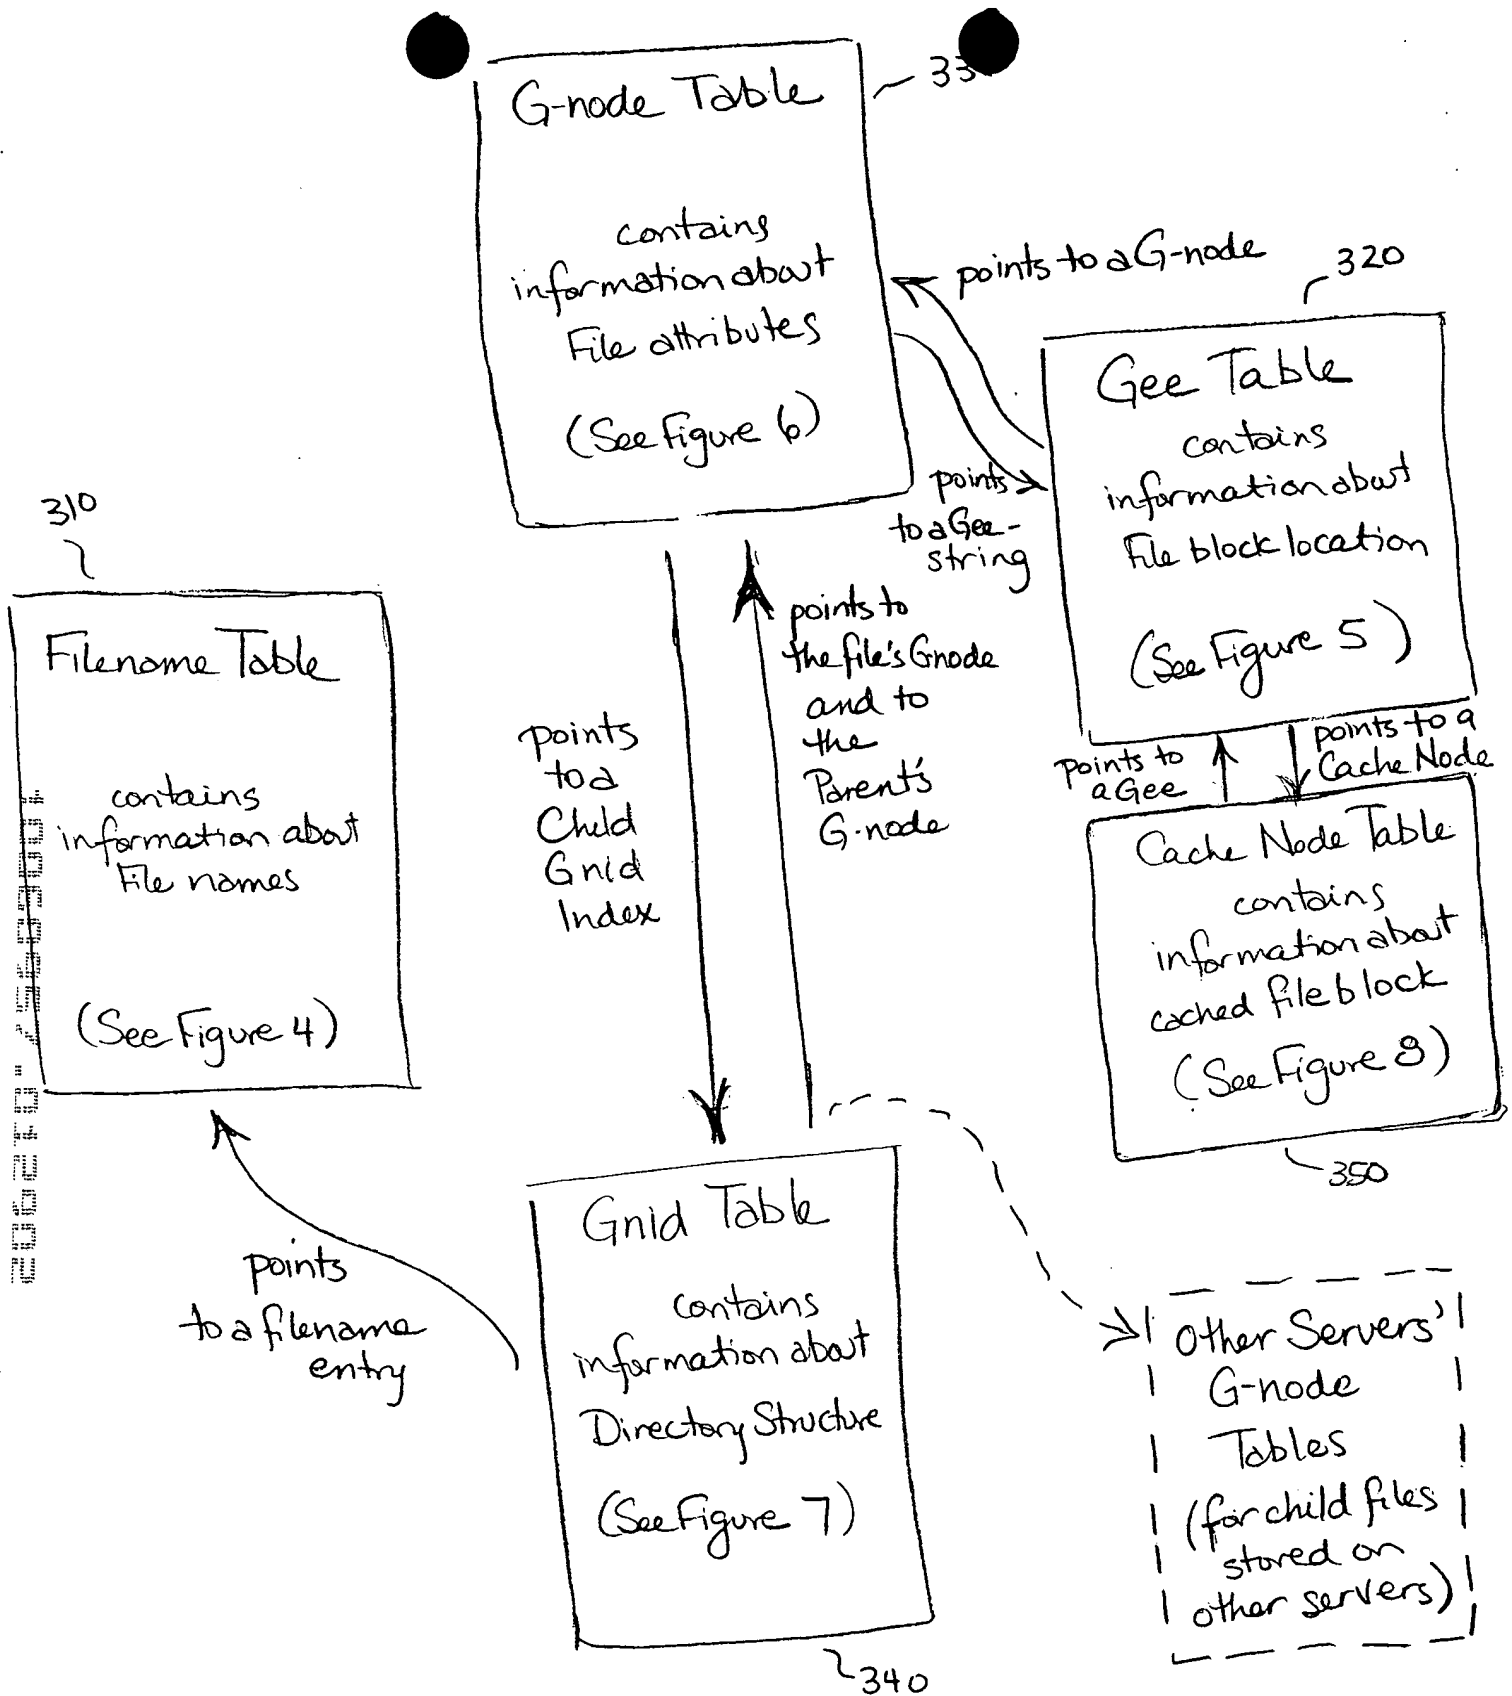 G-node Table
contains
information about
File attributes
(See Figure 6)
33
points to a G-node
320
Gee Table
contains
information about
File block location
(See Figure 5)
points
to a Gee-
string
310
Filename Table
contains
information about
File names
(See Figure 4)
points
to a
Child
Gnid
Index
points to
the file's Gnode
and to
the
Parent's
G-node
points to
a Gee
points to a
Cache Node
Cache Node Table
contains
information about
cached file block
(See Figure 8)
350
points
to a filename
entry
Gnid Table
contains
information about
Directory Structure
(See Figure 7)
340
Other Servers'
G-node
Tables
(for child files
stored on
other servers)